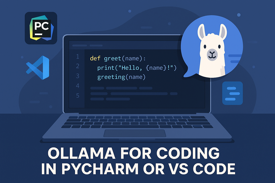 PC
def greet(name):
print("Hello, {name}!")
greeting(name)
OLLAMA FOR CODING
IN PYCHARM OR VS CODE